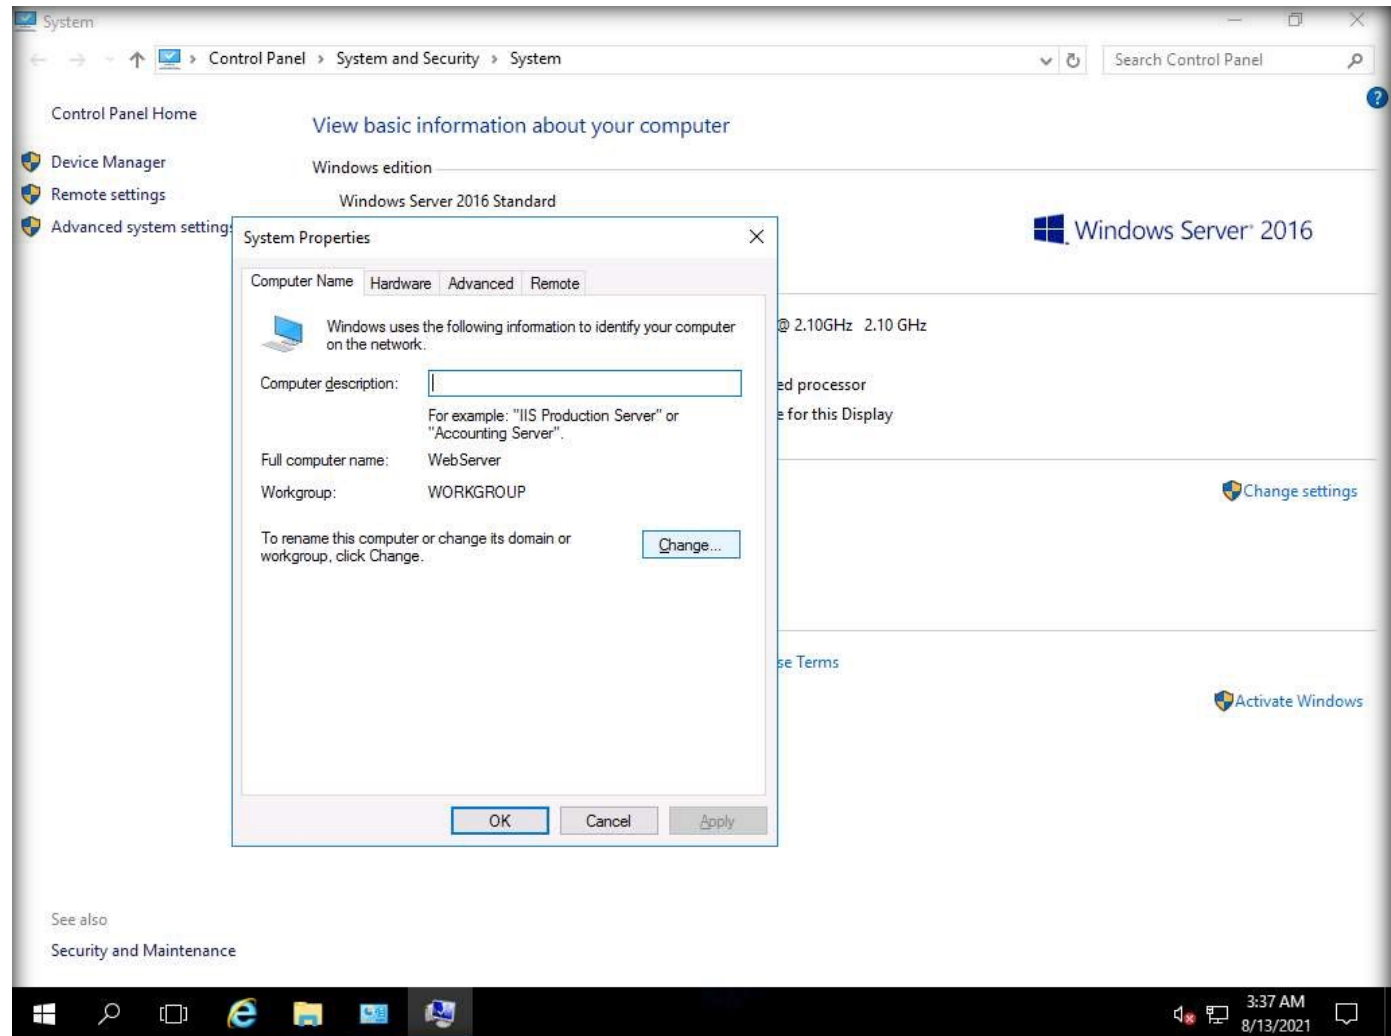 System
Control Panel > System and Security > System
Search Control Panel
Control Panel Home
Device Manager
Remote settings
Advanced system settings
View basic information about your computer
Windows edition
Windows Server 2016 Standard
Windows Server 2016
@ 2.10GHz 2.10 GHz
ed processor
e for this Display
Change settings
se Terms
Activate Windows
System Properties
Computer Name Hardware Advanced Remote
Windows uses the following information to identify your computer
on the network.
Computer description:
For example: "IIS Production Server" or
"Accounting Server".
Full computer name: WebServer
Workgroup: WORKGROUP
To rename this computer or change its domain or
workgroup, click Change.
Change...
OK Cancel Apply
See also
Security and Maintenance
3:37 AM
8/13/2021